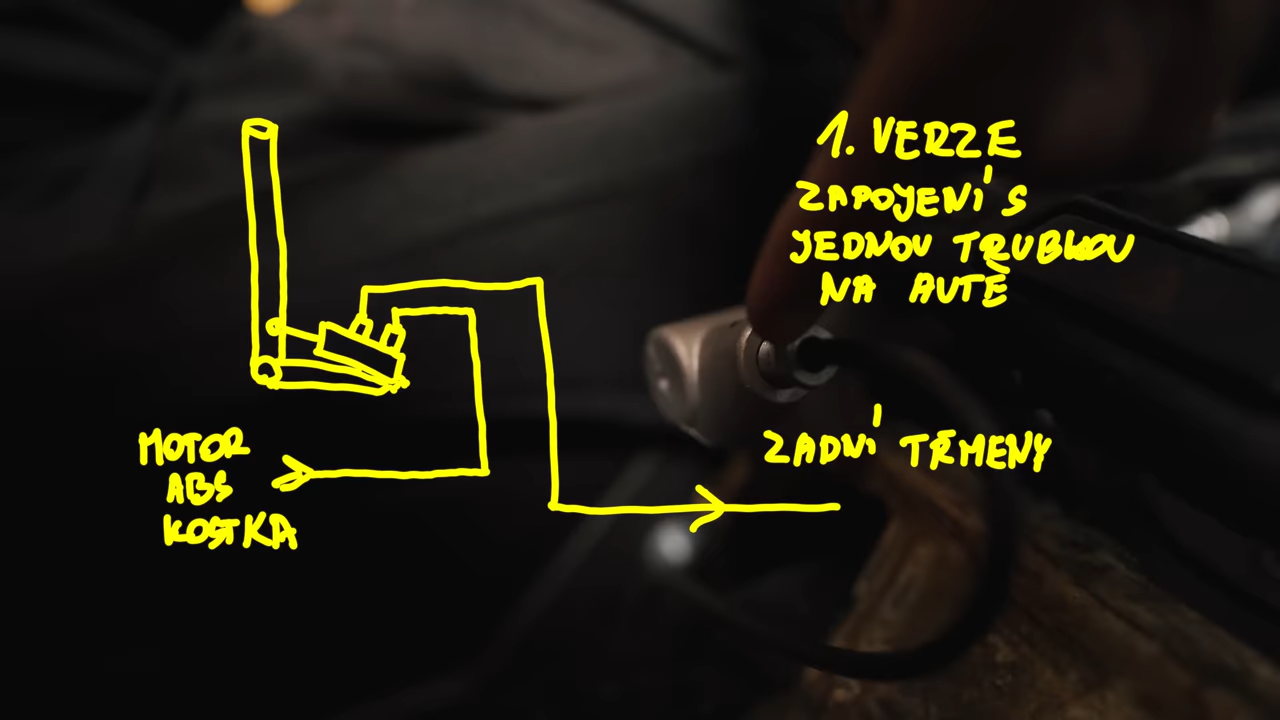 1. VERZE
ZAPOJENÍ S
JEDNOU TRUBKOU
NA AUTĚ
MOTOR
ABS
KOSTKA
ZADNÍ TŘMENY